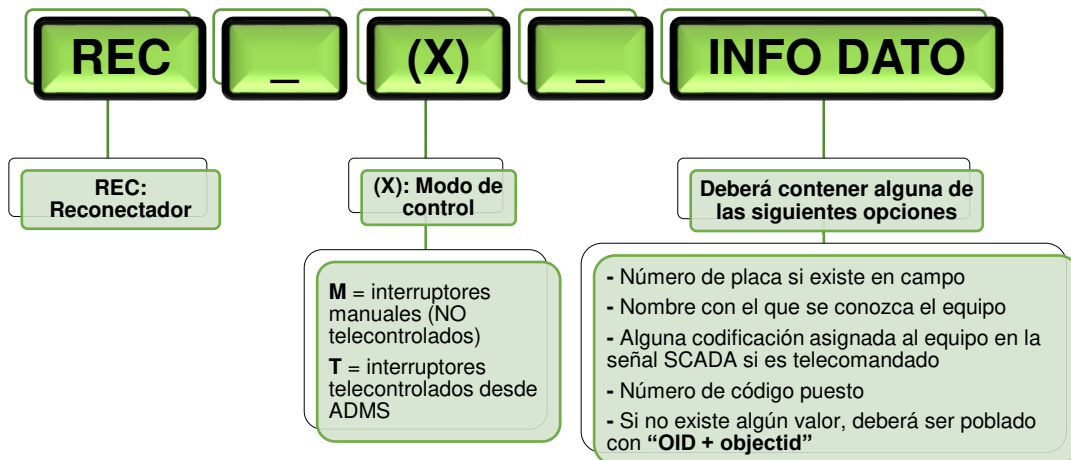 REC _ (X) _ INFO DATO
REC:
Reconectador
(X): Modo de
control
Deberá contener alguna de
las siguientes opciones
M = interruptores
manuales (NO
telecontrolados)
T = interruptores
telecontrolados desde
ADMS
- Número de placa si existe en campo
- Nombre con el que se conozca el equipo
- Alguna codificación asignada al equipo en la
señal SCADA si es telecomandado
- Número de código puesto
- Si no existe algún valor, deberá ser poblado
con “OID + objectid”